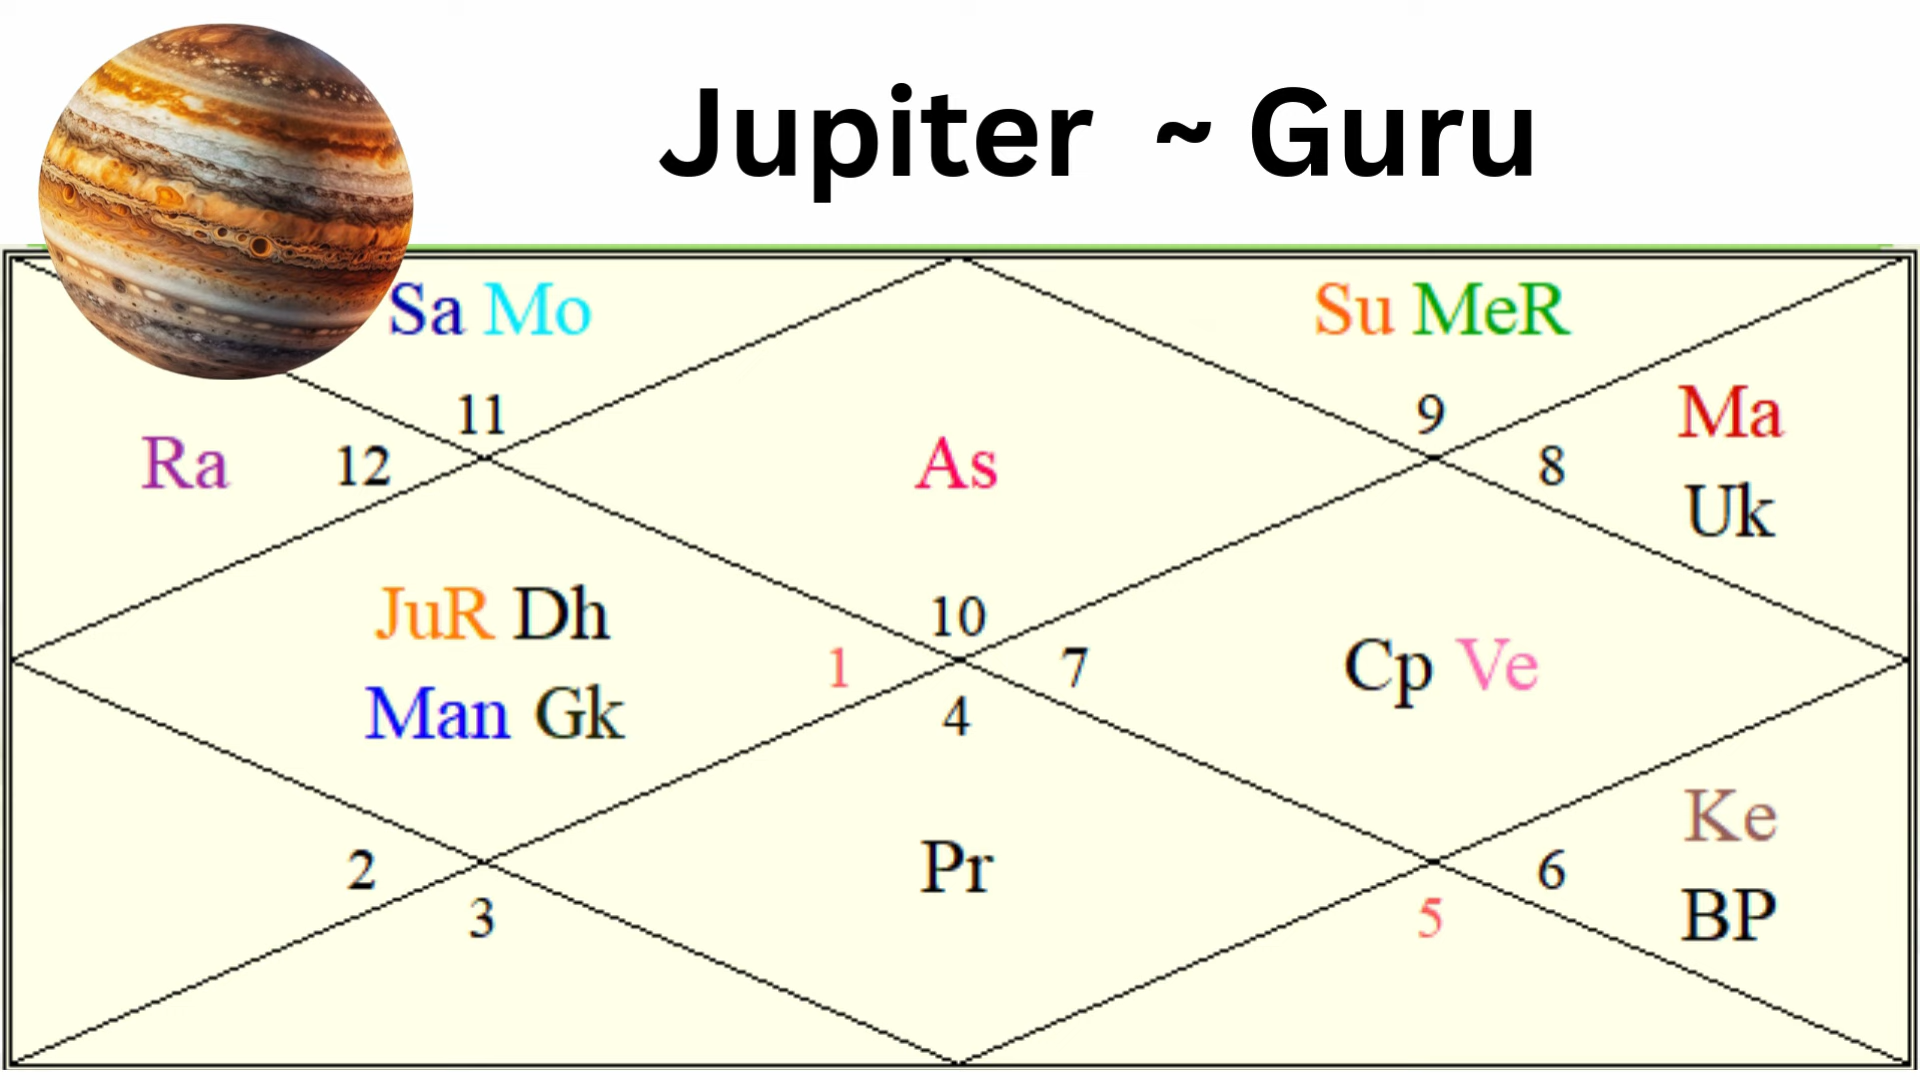 Jupiter ~ Guru
Sa Mo
Su MeR
11
9
Ra
12
As
8
Ma
Uk
JuR Dh
Man Gk
10
1
7
4
Cp Ve
2
3
Pr
5
6
Ke
BP